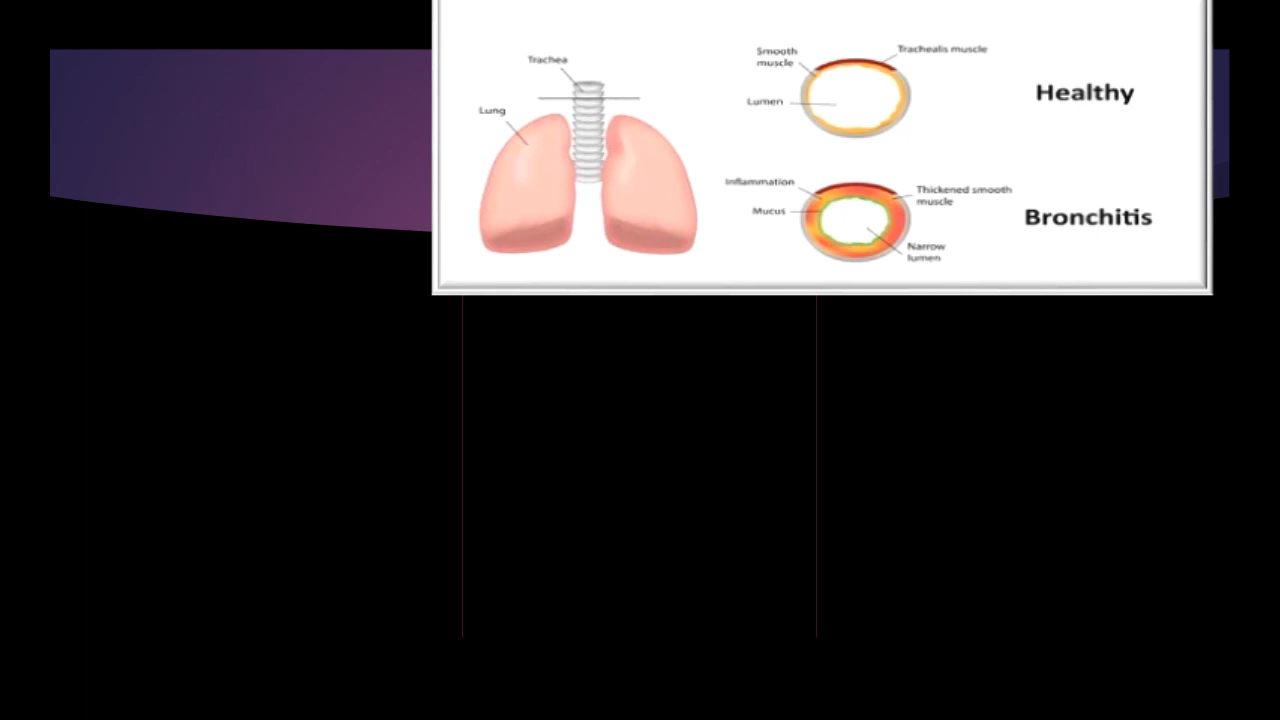 Trachea
Lung
Smooth
muscle
Trachealis muscle
Lumen
Healthy
Inflammation
Mucus
Thickened smooth
muscle
Narrow
lumen
Bronchitis